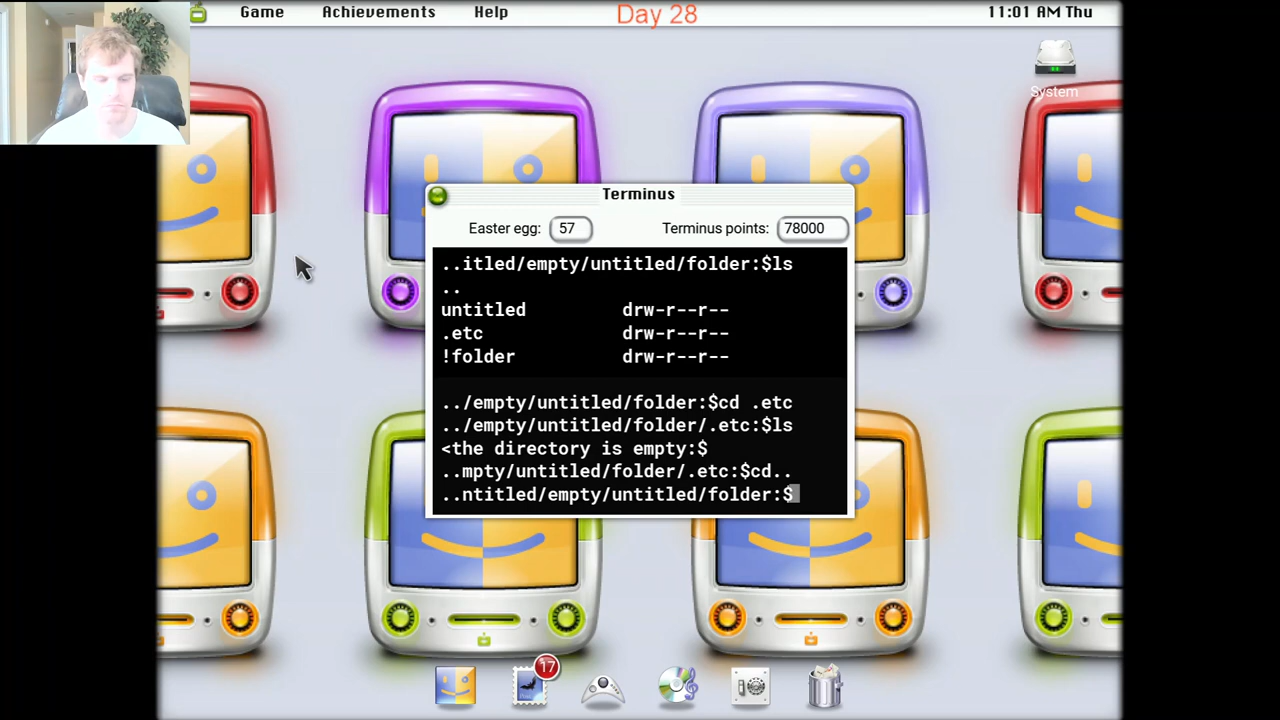 Game Achievements Help Day 28 11:01 AM Thu
System
Terminus
Easter egg: 57 Terminus points: 78000
..itled/empty/untitled/folder:$ls
..
untitled drw-r--r--
.etc drw-r--r--
!folder drw-r--r--
../empty/untitled/folder:$cd .etc
../empty/untitled/folder/.etc:$ls
<the directory is empty:$
..mpty/untitled/folder/.etc:$cd..
..ntitled/empty/untitled/folder:$
17